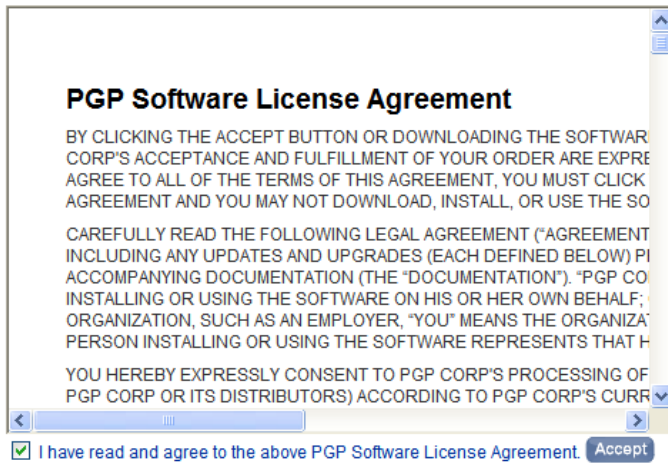 PGP Software License Agreement
BY CLICKING THE ACCEPT BUTTON OR DOWNLOADING THE SOFTWAR
CORP'S ACCEPTANCE AND FULFILLMENT OF YOUR ORDER ARE EXPRE
AGREE TO ALL OF THE TERMS OF THIS AGREEMENT, YOU MUST CLICK
AGREEMENT AND YOU MAY NOT DOWNLOAD, INSTALL, OR USE THE SO
CAREFULLY READ THE FOLLOWING LEGAL AGREEMENT (“AGREEMENT
INCLUDING ANY UPDATES AND UPGRADES (EACH DEFINED BELOW) P
ACCOMPANYING DOCUMENTATION (THE “DOCUMENTATION”). “PGP CO
INSTALLING OR USING THE SOFTWARE ON HIS OR HER OWN BEHALF;
ORGANIZATION, SUCH AS AN EMPLOYER, “YOU” MEANS THE ORGANIZA
PERSON INSTALLING OR USING THE SOFTWARE REPRESENTS THAT H
YOU HEREBY EXPRESSLY CONSENT TO PGP CORP'S PROCESSING OF
PGP CORP OR ITS DISTRIBUTORS) ACCORDING TO PGP CORP'S CURR
I have read and agree to the above PGP Software License Agreement. Accept